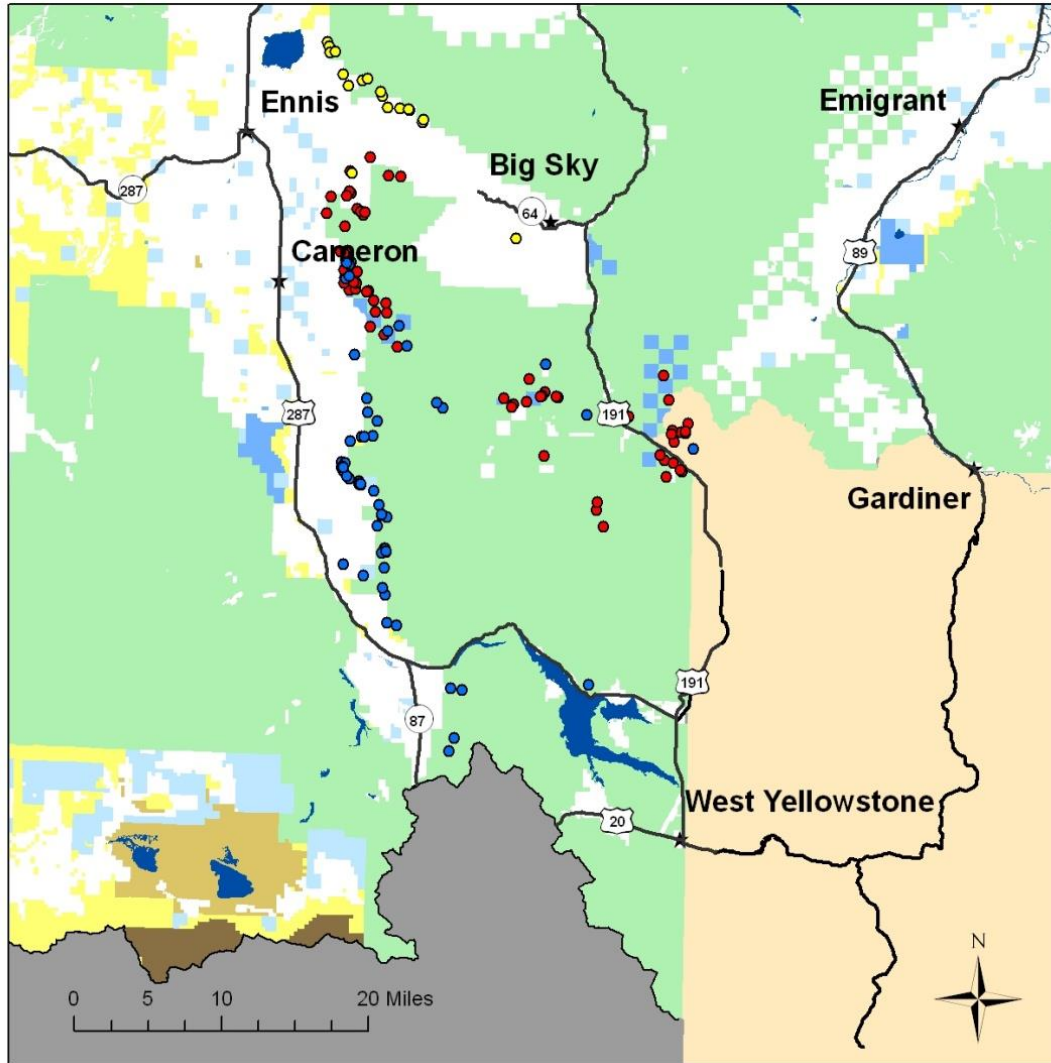 Ennis
Emigrant
287
Big Sky
64
Cameron
89
287
191
Gardiner
191
87
West Yellowstone
20
N
0 5 10 20 Miles